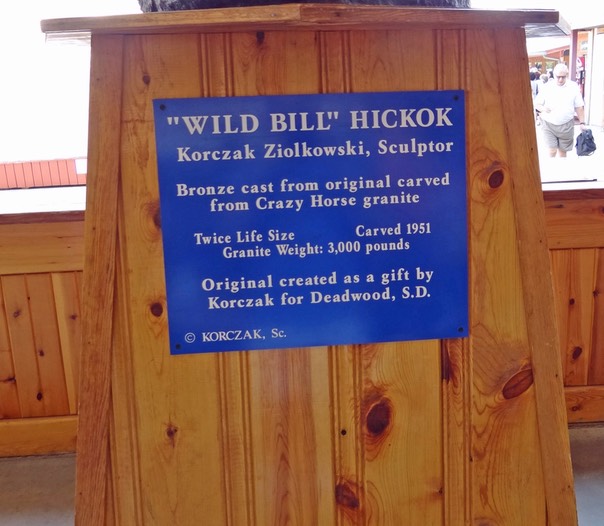 "WILD BILL" HICKOK
Korczak Ziolkowski, Sculptor
Bronze cast from original carved
from Crazy Horse granite
Twice Life Size Carved 1951
Granite Weight: 3,000 pounds
Original created as a gift by
Korczak for Deadwood, S.D.
© KORCZAK, Sc.